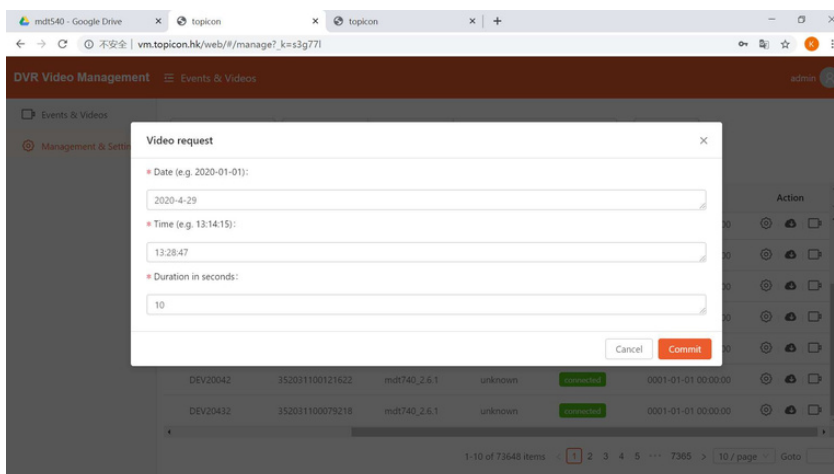 mdt540 - Google Drive
topicon
topicon
不安全 | vm.topicon.hk/web/#/manage?_k=s3g77l
DVR Video Management
Events & Videos
admin
Events & Videos
Management & Settin
Video request
* Date (e.g. 2020-01-01):
2020-4-29
* Time (e.g. 13:14:15):
13:28:47
* Duration in seconds:
10
Cancel
Commit
Action
DEV20042 352031100121622 mdt740_2.6.1 unknown connected 0001-01-01 00:00:00
DEV20432 352031100079218 mdt740_2.6.1 unknown connected 0001-01-01 00:00:00
1-10 of 73648 items < 1 2 3 4 5 ··· 7365 > 10 / page Goto